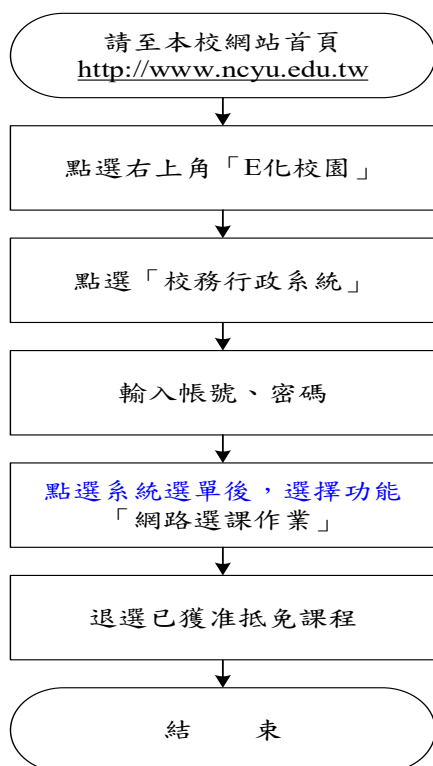 請至本校網站首頁
http://www.ncyu.edu.tw
點選右上角「E化校園」
點選「校務行政系統」
輸入帳號、密碼
點選系統選單後，選擇功能
「網路選課作業」
退選已獲准抵免課程
結　　束